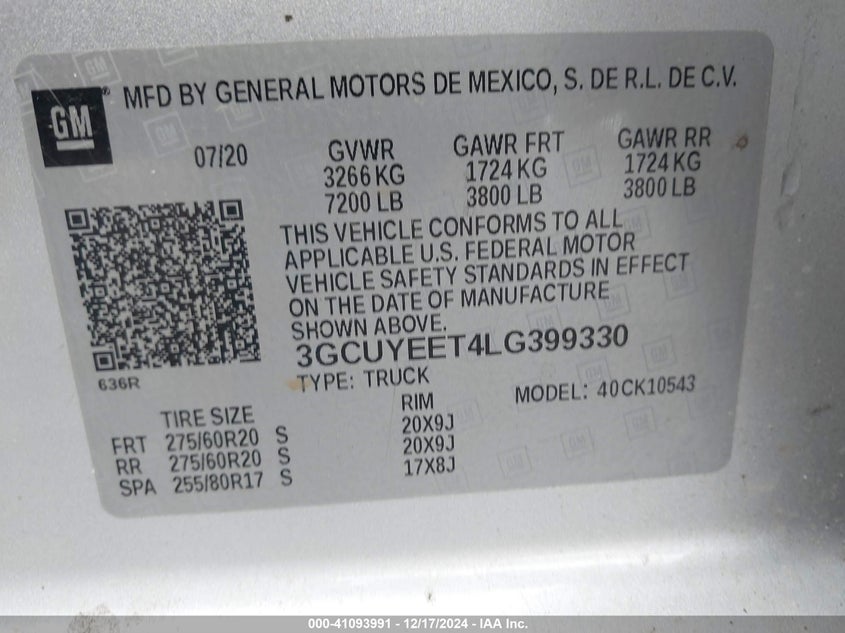 GM
MFD BY GENERAL MOTORS DE MEXICO, S. DE R.L. DE C.V.
07/20
GVWR
3266 KG
7200 LB
GAWR FRT
1724 KG
3800 LB
GAWR RR
1724 KG
3800 LB
THIS VEHICLE CONFORMS TO ALL
APPLICABLE U.S. FEDERAL MOTOR
VEHICLE SAFETY STANDARDS IN EFFECT
ON THE DATE OF MANUFACTURE
SHOWN ABOVE.
3GCUYEET4LG399330
636R
TYPE: TRUCK
MODEL: 40CK10543
TIRE SIZE RIM
FRT 275/60R20 S 20X9J
RR 275/60R20 S 20X9J
SPA 255/80R17 S 17X8J
000-41093991 - 12/17/2024 - IAA Inc.